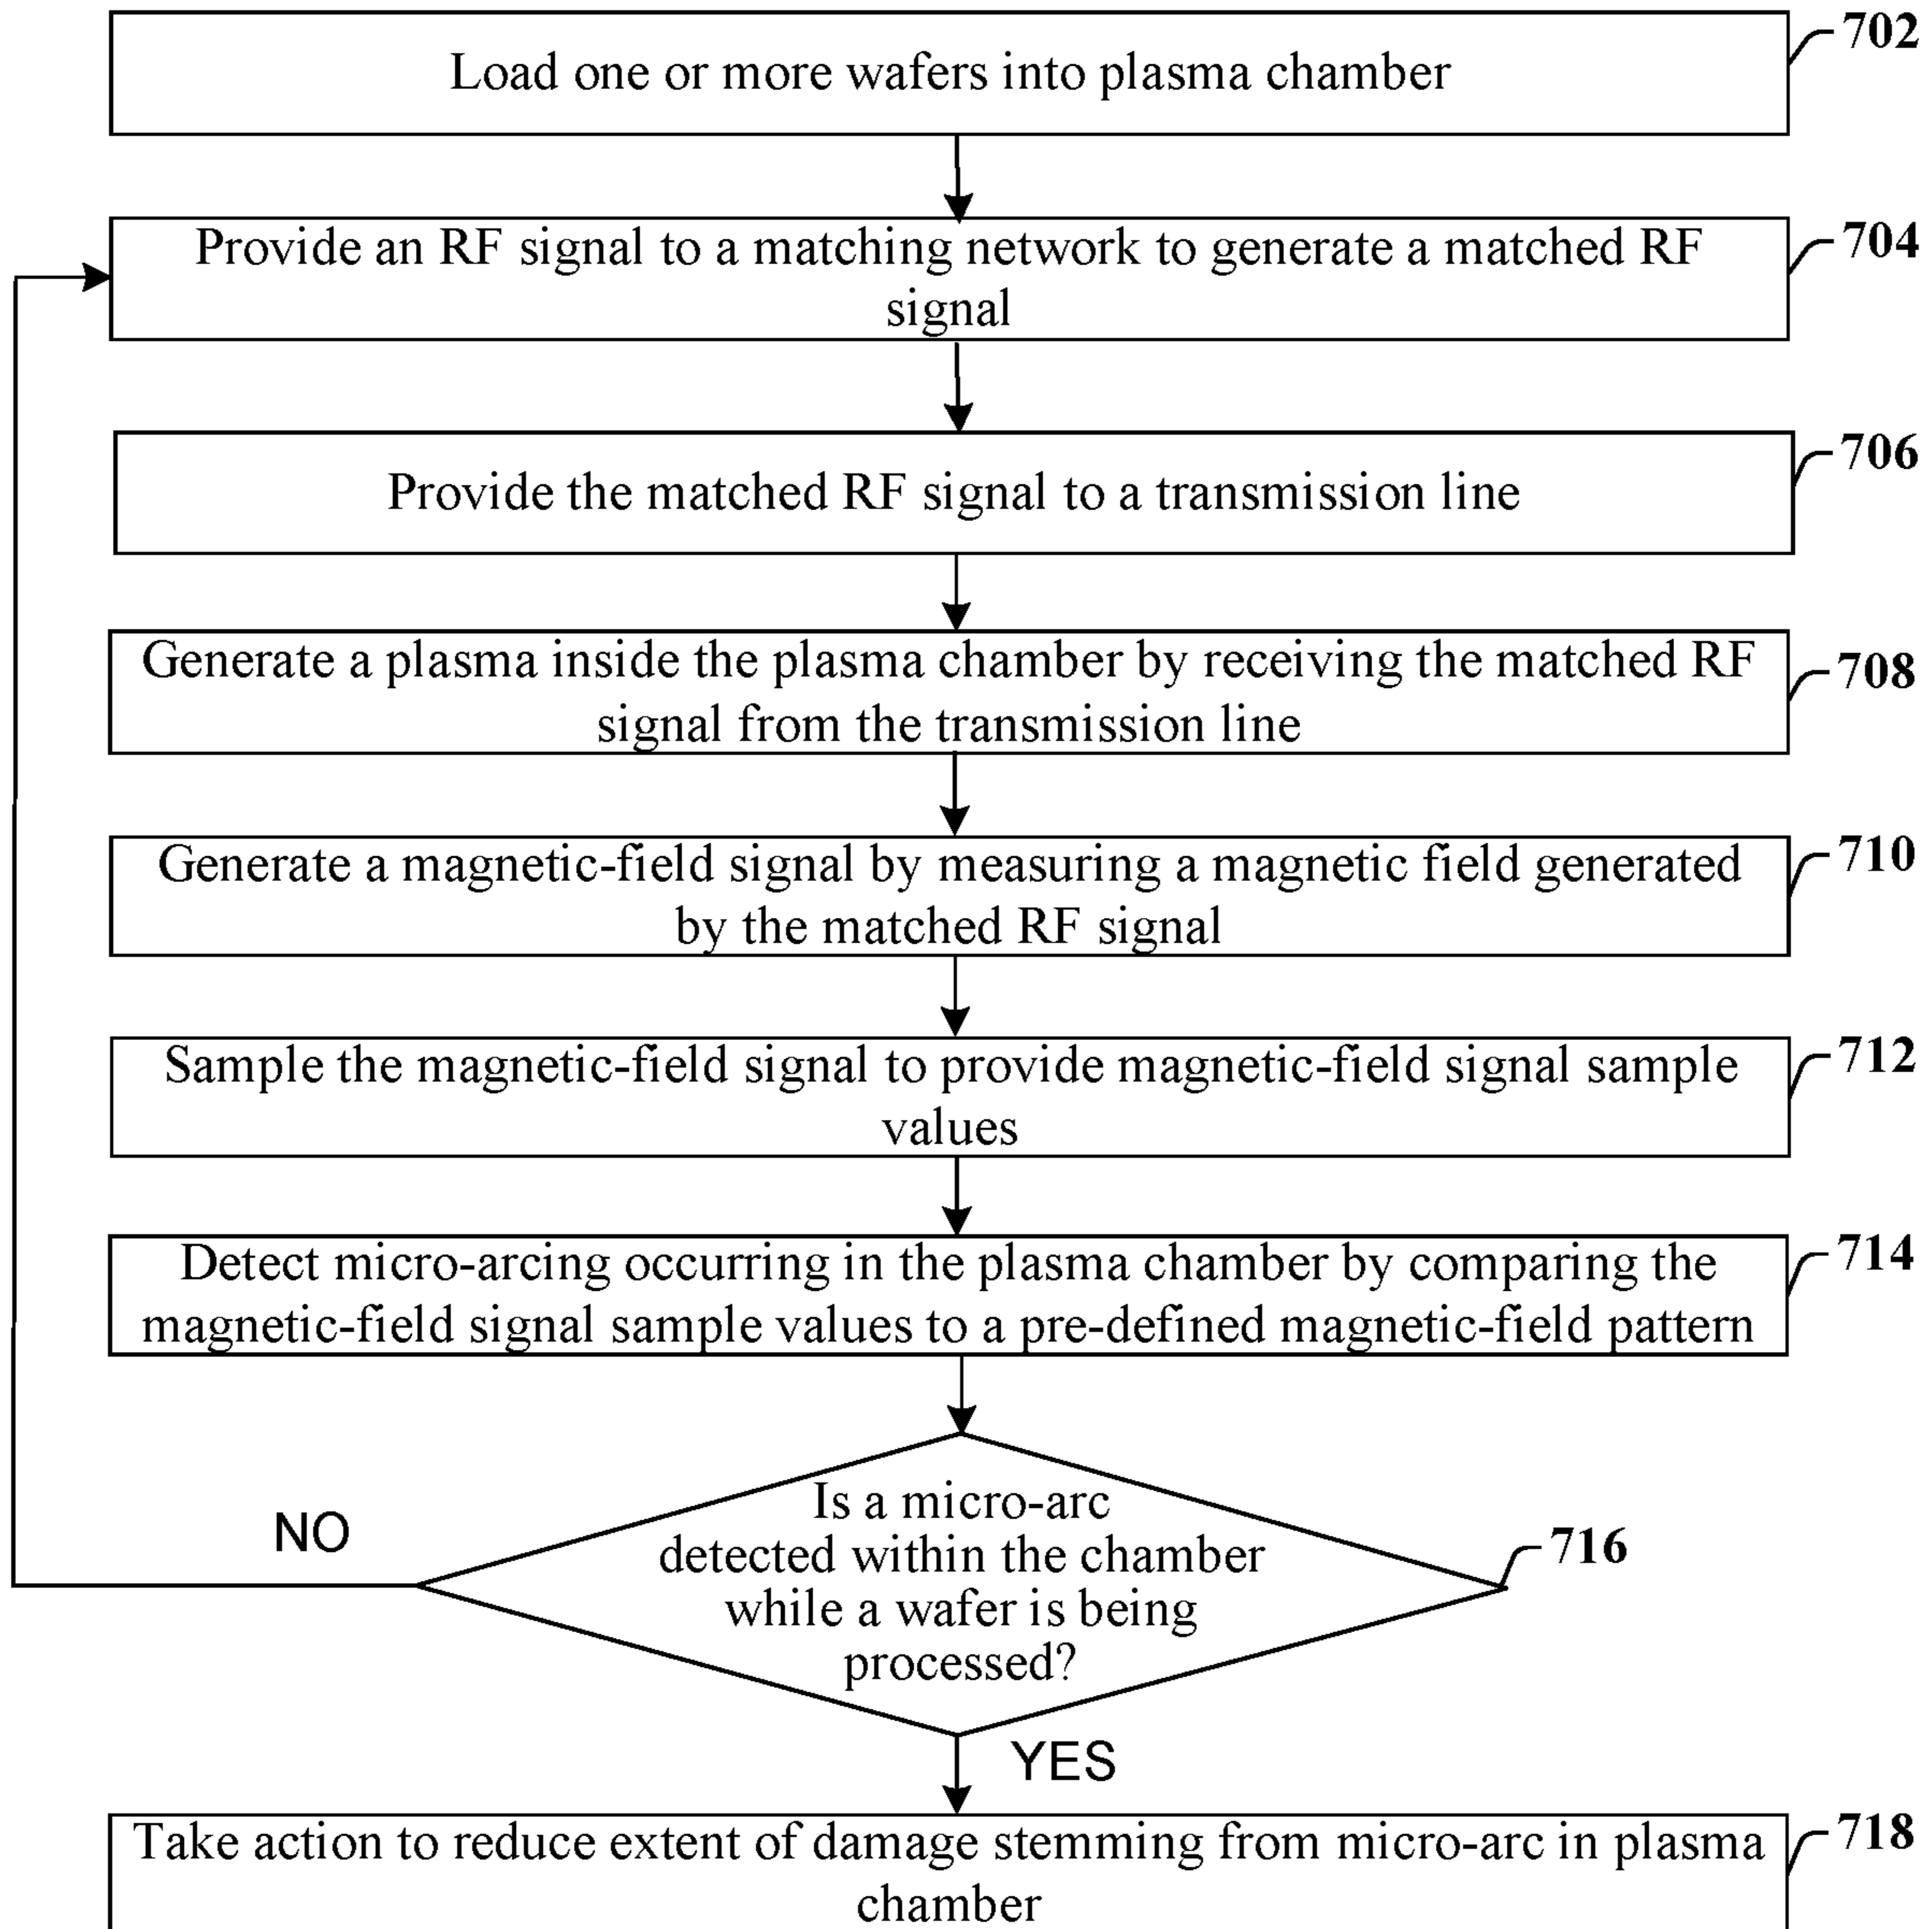 702
Load one or more wafers into plasma chamber
704
Provide an RF signal to a matching network to generate a matched RF
signal
706
Provide the matched RF signal to a transmission line
Generate a plasma inside the plasma chamber by receiving the matched RF
708
signal from the transmission line
710
Generate a magnetic-field signal by measuring a magnetic field generated
by the matched RF signal
712
Sample the magnetic-field signal to provide magnetic-field signal sample
values
714
Detect micro-arcing occurring in the plasma chamber by comparing the
magnetic-field signal sample values to a pre-defined magnetic-field pattern
Is a micro-arc
NO
716
detected within the chamber
while a wafer is being
processed?
YES
718
Take action to reduce extent of damage stemming from micro-arc in plasma
chamber